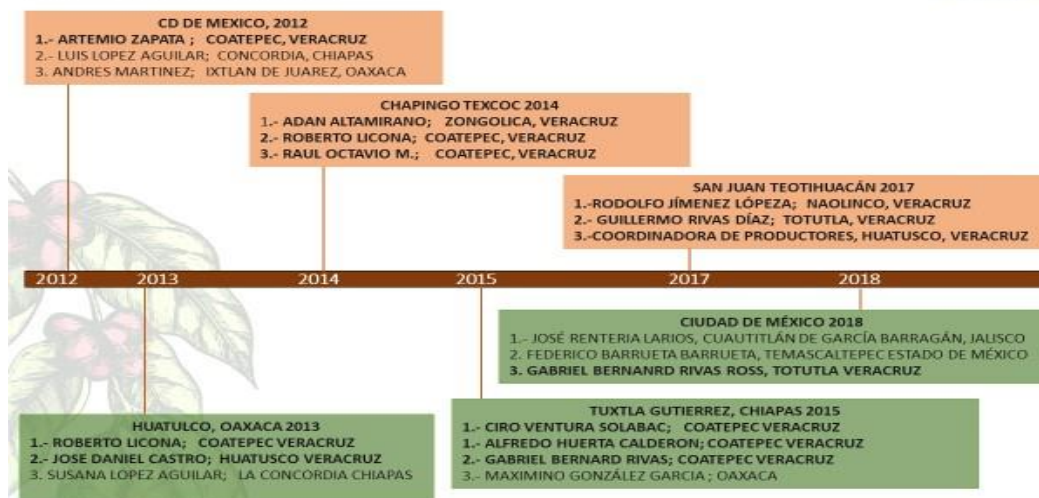 CD DE MEXICO, 2012
1.- ARTEMIO ZAPATA ; COATEPEC, VERACRUZ
2.- LUIS LOPEZ AGUILAR; CONCORDIA, CHIAPAS
3. ANDRES MARTINEZ; IXTLAN DE JUAREZ, OAXACA
CHAPINGO TEXCOC 2014
1.- ADAN ALTAMIRANO; ZONGOLICA, VERACRUZ
2.- ROBERTO LICONA; COATEPEC, VERACRUZ
3.- RAUL OCTAVIO M.; COATEPEC, VERACRUZ
SAN JUAN TEOTIHUACÁN 2017
1.-RODOLFO JÍMENEZ LÓPEZA; NAOLINCO, VERACRUZ
2.- GUILLERMO RIVAS DÍAZ; TOTUTLA, VERACRUZ
3.-COORDINADORA DE PRODUCTORES, HUATUSCO, VERACRUZ
2012 2013 2014 2015 2017 2018
CIUDAD DE MÉXICO 2018
1.- JOSÉ RENTERIA LARIOS, CUAUTITLÁN DE GARCÍA BARRAGÁN, JALISCO
2. FEDERICO BARRUETA BARRUETA, TEMASCALTEPEC ESTADO DE MÉXICO
3. GABRIEL BERNANRD RIVAS ROSS, TOTUTLA VERACRUZ
HUATULCO, OAXACA 2013
1.- ROBERTO LICONA; COATEPEC VERACRUZ
2.- JOSE DANIEL CASTRO; HUATUSCO VERACRUZ
3. SUSANA LOPEZ AGUILAR; LA CONCORDIA CHIAPAS
TUXTLA GUTIERREZ, CHIAPAS 2015
1.- CIRO VENTURA SOLABAC; COATEPEC VERACRUZ
1.- ALFREDO HUERTA CALDERON; COATEPEC VERACRUZ
2.- GABRIEL BERNARD RIVAS; COATEPEC VERACRUZ
3.- MAXIMINO GONZÁLEZ GARCIA ; OAXACA